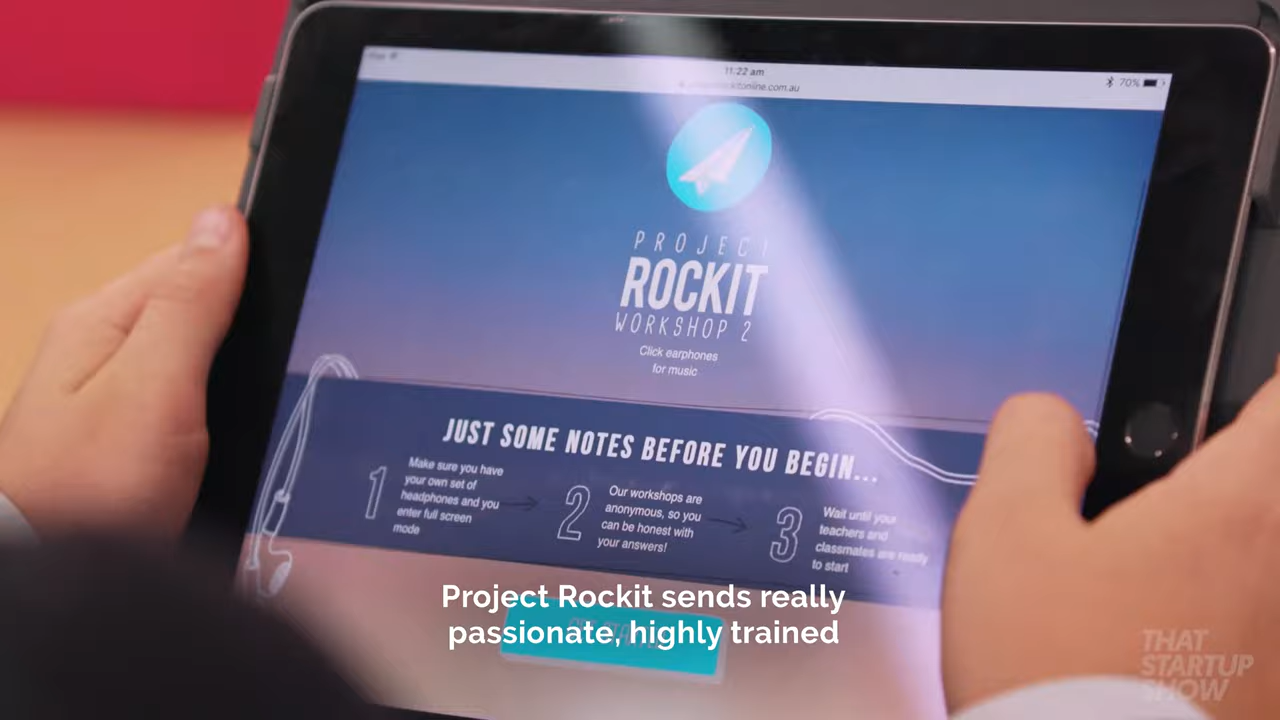 11:22 am
70%
PROJECT
ROCKIT
WORKSHOP 2
Click earphones
for music
JUST SOME NOTES BEFORE YOU BEGIN...
1
Make sure you have
your own set of
headphones and you
enter full screen
mode
2
Our workshops are
anonymous, so you
can be honest with
your answers!
3
Wait until your
teachers and
classmates are ready
to start
Project Rockit sends really
passionate, highly trained
THAT
STARTUP
SHOW